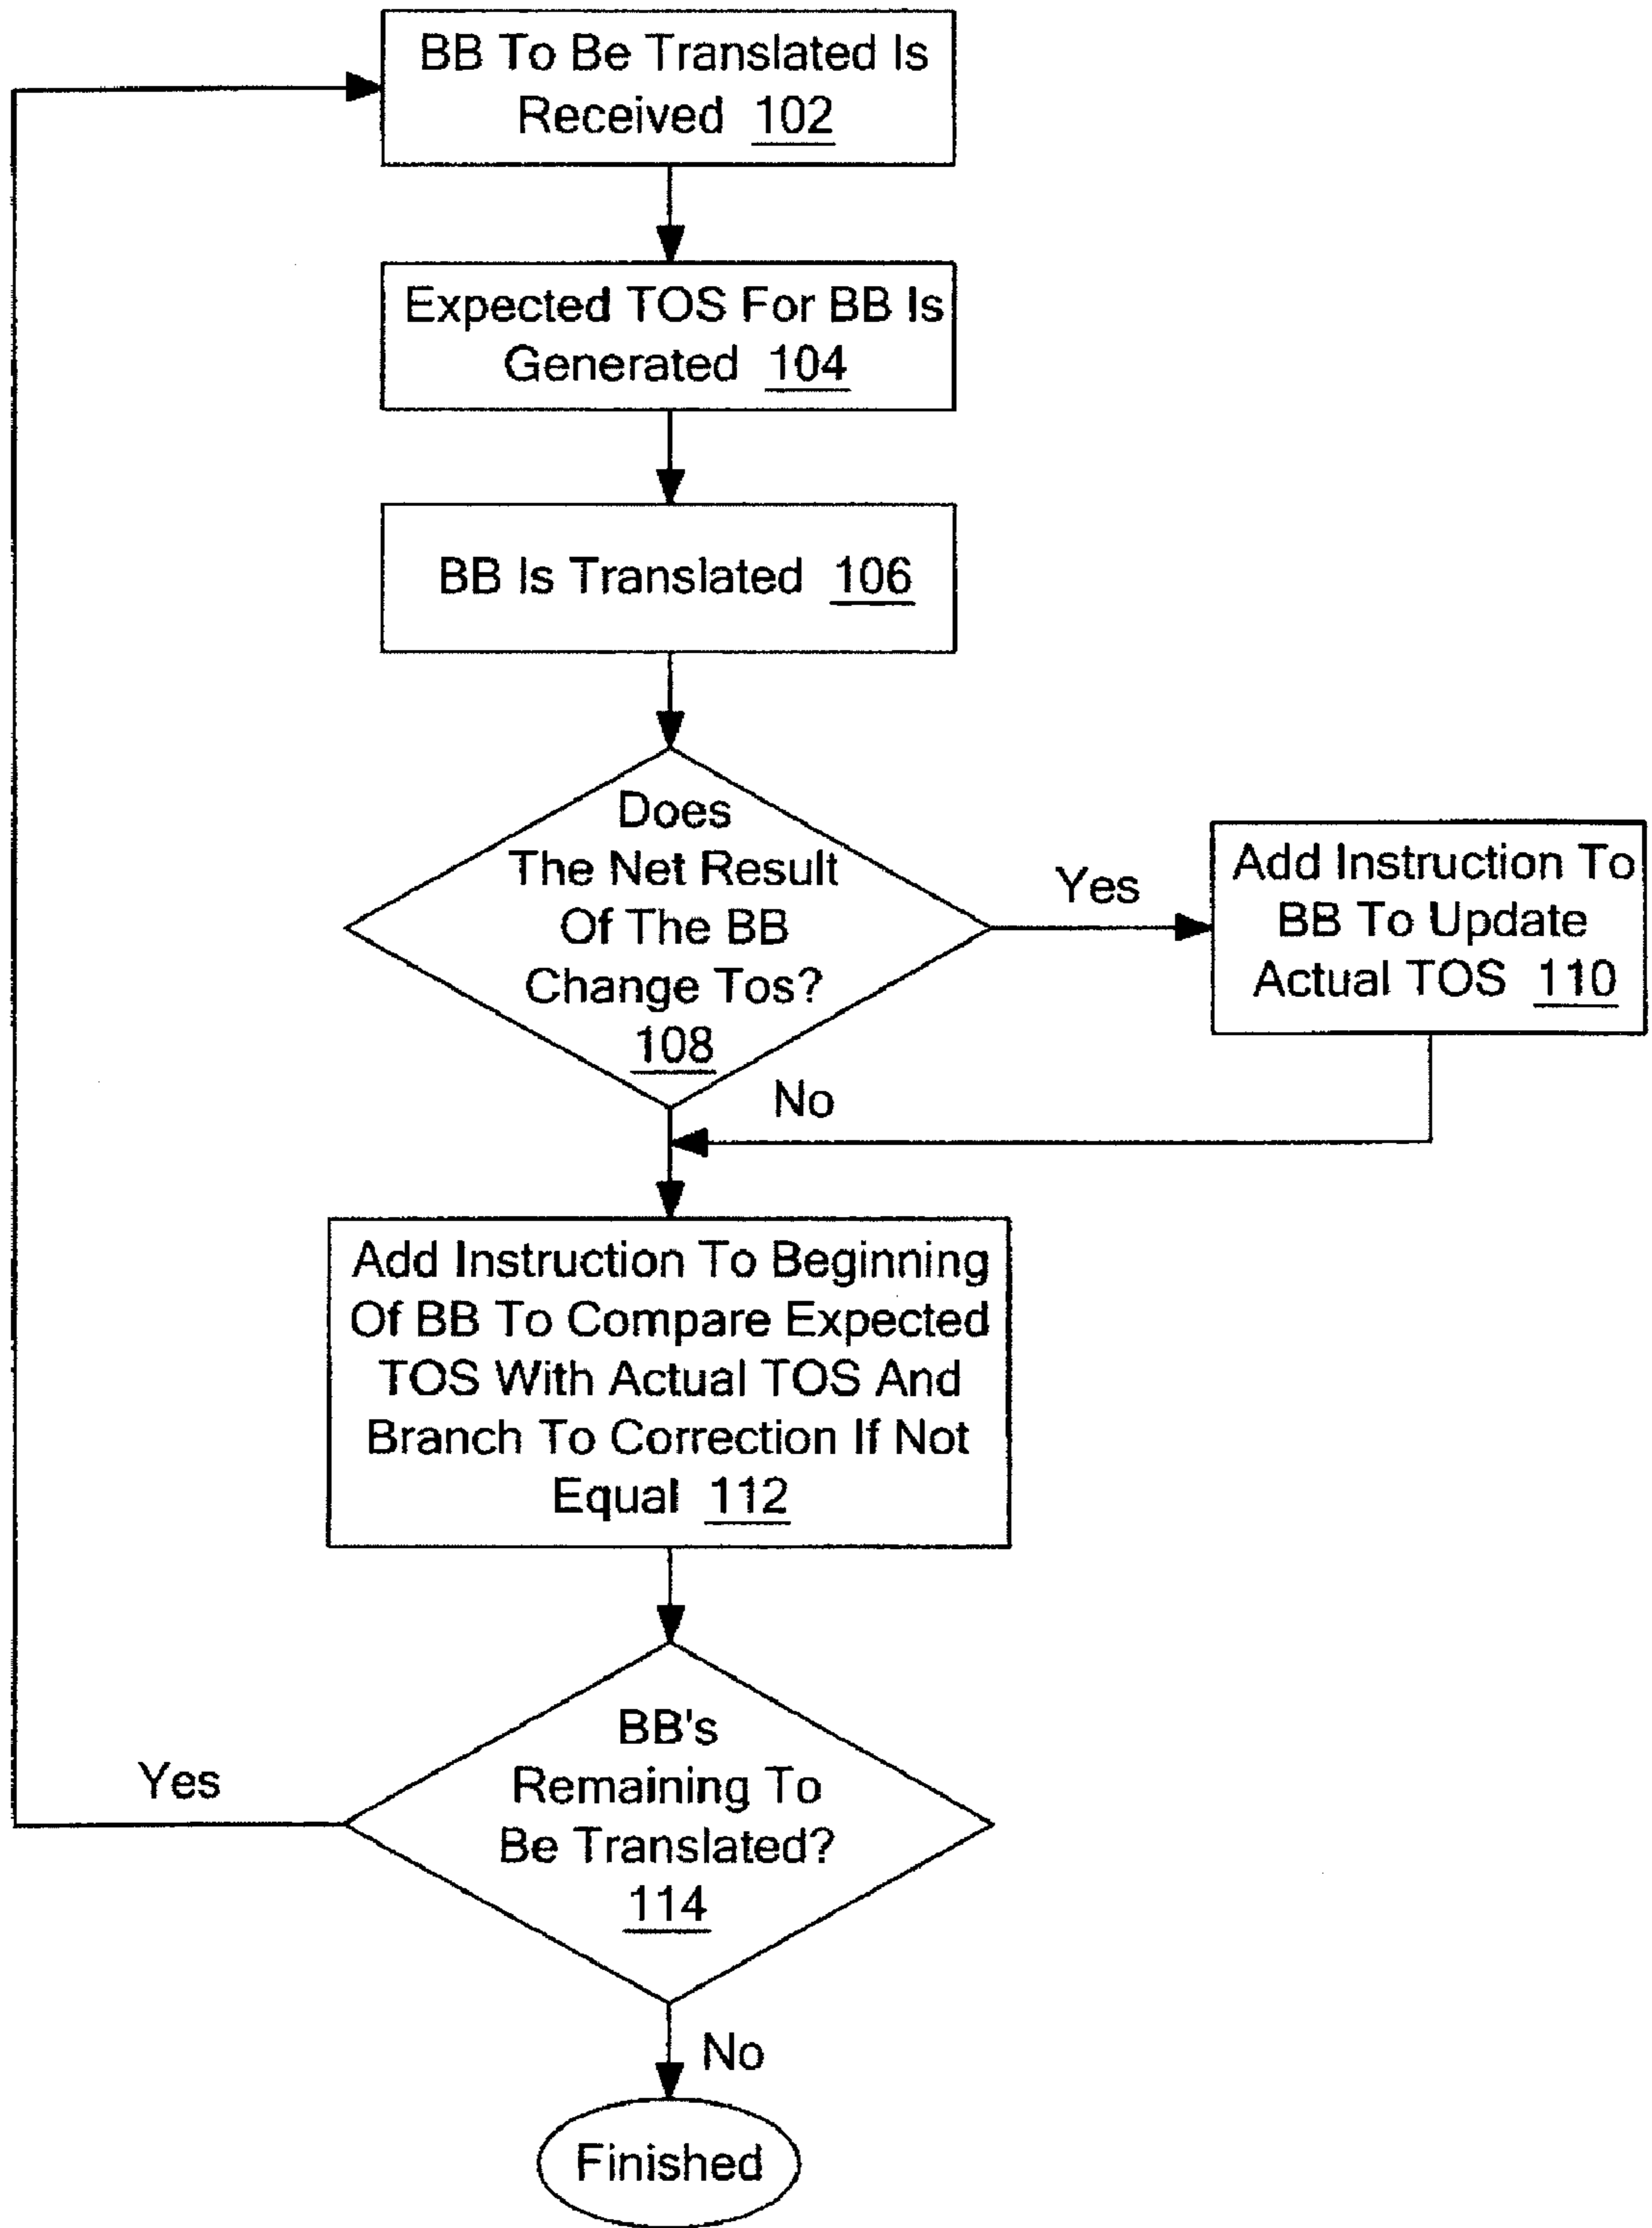 BB To Be Translated Is
Received 102
Expected TOS For BB Is
Generated 104
BB Is Translated 106
Does
The Net Result
Of The BB
Change Tos?
108
Yes
Add Instruction To
BB To Update
Actual TOS 110
No
Add Instruction To Beginning
Of BB To Compare Expected
TOS With Actual TOS And
Branch To Correction If Not
Equal 112
BB's
Remaining To
Be Translated?
114
Yes
No
Finished